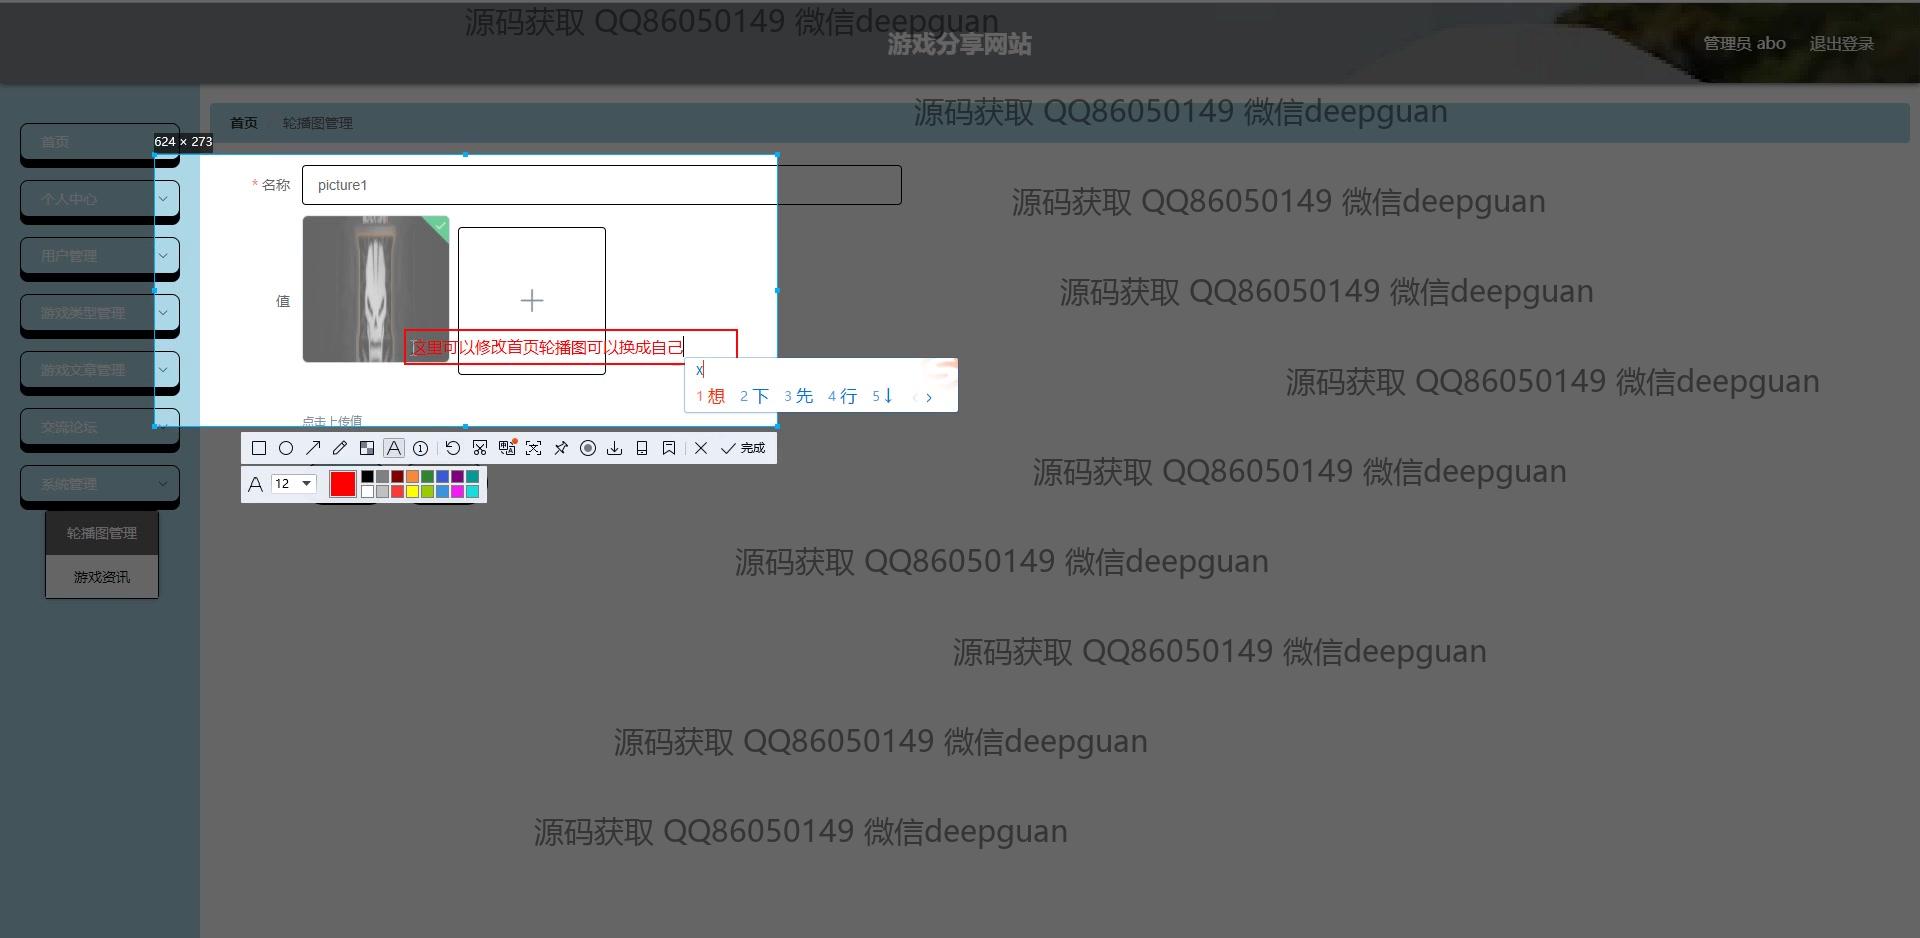 源码获取 QQ86050149 微信deepguan
游戏分享网站
管理员 abo
退出登录
源码获取 QQ86050149 微信deepguan
首页
轮播图管理
首页
624 × 273
* 名称
picture1
个人中心
源码获取 QQ86050149 微信deepguan
用户管理
源码获取 QQ86050149 微信deepguan
值
游戏类型管理
这里可以修改首页轮播图可以换成自己
x
1 想 2 下 3 先 4 行 5
游戏文章管理
源码获取 QQ86050149 微信deepguan
点击上传值
交流论坛
完成
源码获取 QQ86050149 微信deepguan
系统管理
A 12
轮播图管理
源码获取 QQ86050149 微信deepguan
游戏资讯
源码获取 QQ86050149 微信deepguan
源码获取 QQ86050149 微信deepguan
源码获取 QQ86050149 微信deepguan